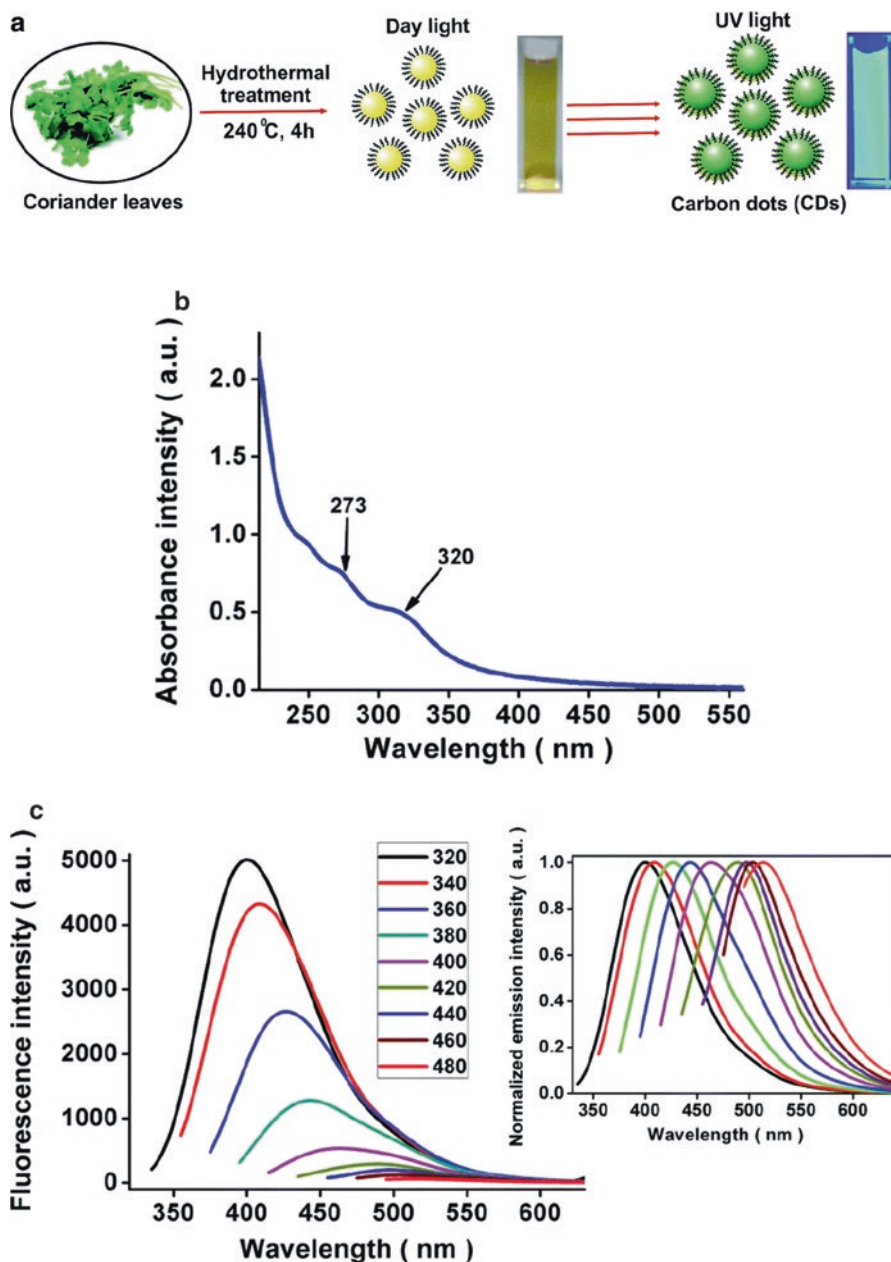 a
Day light
UV light
Hydrothermal
treatment
240 °C, 4h
Coriander leaves
Carbon dots (CDs)
b
Absorbance intensity ( a.u. )
2.0
1.5
1.0
0.5
0.0
273
320
250 300 350 400 450 500 550
Wavelength ( nm )
c
Fluorescence intensity ( a.u. )
5000
4000
3000
2000
1000
0
320
340
360
380
400
420
440
460
480
350 400 450 500 550 600
Wavelength ( nm )
Normalized emission intensity ( a.u. )
1.0
0.8
0.6
0.4
0.2
0.0
350 400 450 500 550 600
Wavelength ( nm )